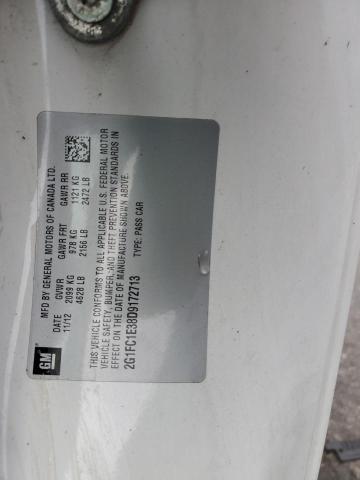 GM
MFD BY GENERAL MOTORS OF CANADA LTD.
DATE GVWR GAWR FRT GAWR RR
11/12 2099 KG 978 KG 1121 KG
4628 LB 2156 LB 2472 LB
THIS VEHICLE CONFORMS TO ALL APPLICABLE U.S. FEDERAL MOTOR
VEHICLE SAFETY, BUMPER, AND THEFT PREVENTION STANDARDS IN
EFFECT ON THE DATE OF MANUFACTURE SHOWN ABOVE.
2G1FC1E38D9172713 TYPE: PASS CAR